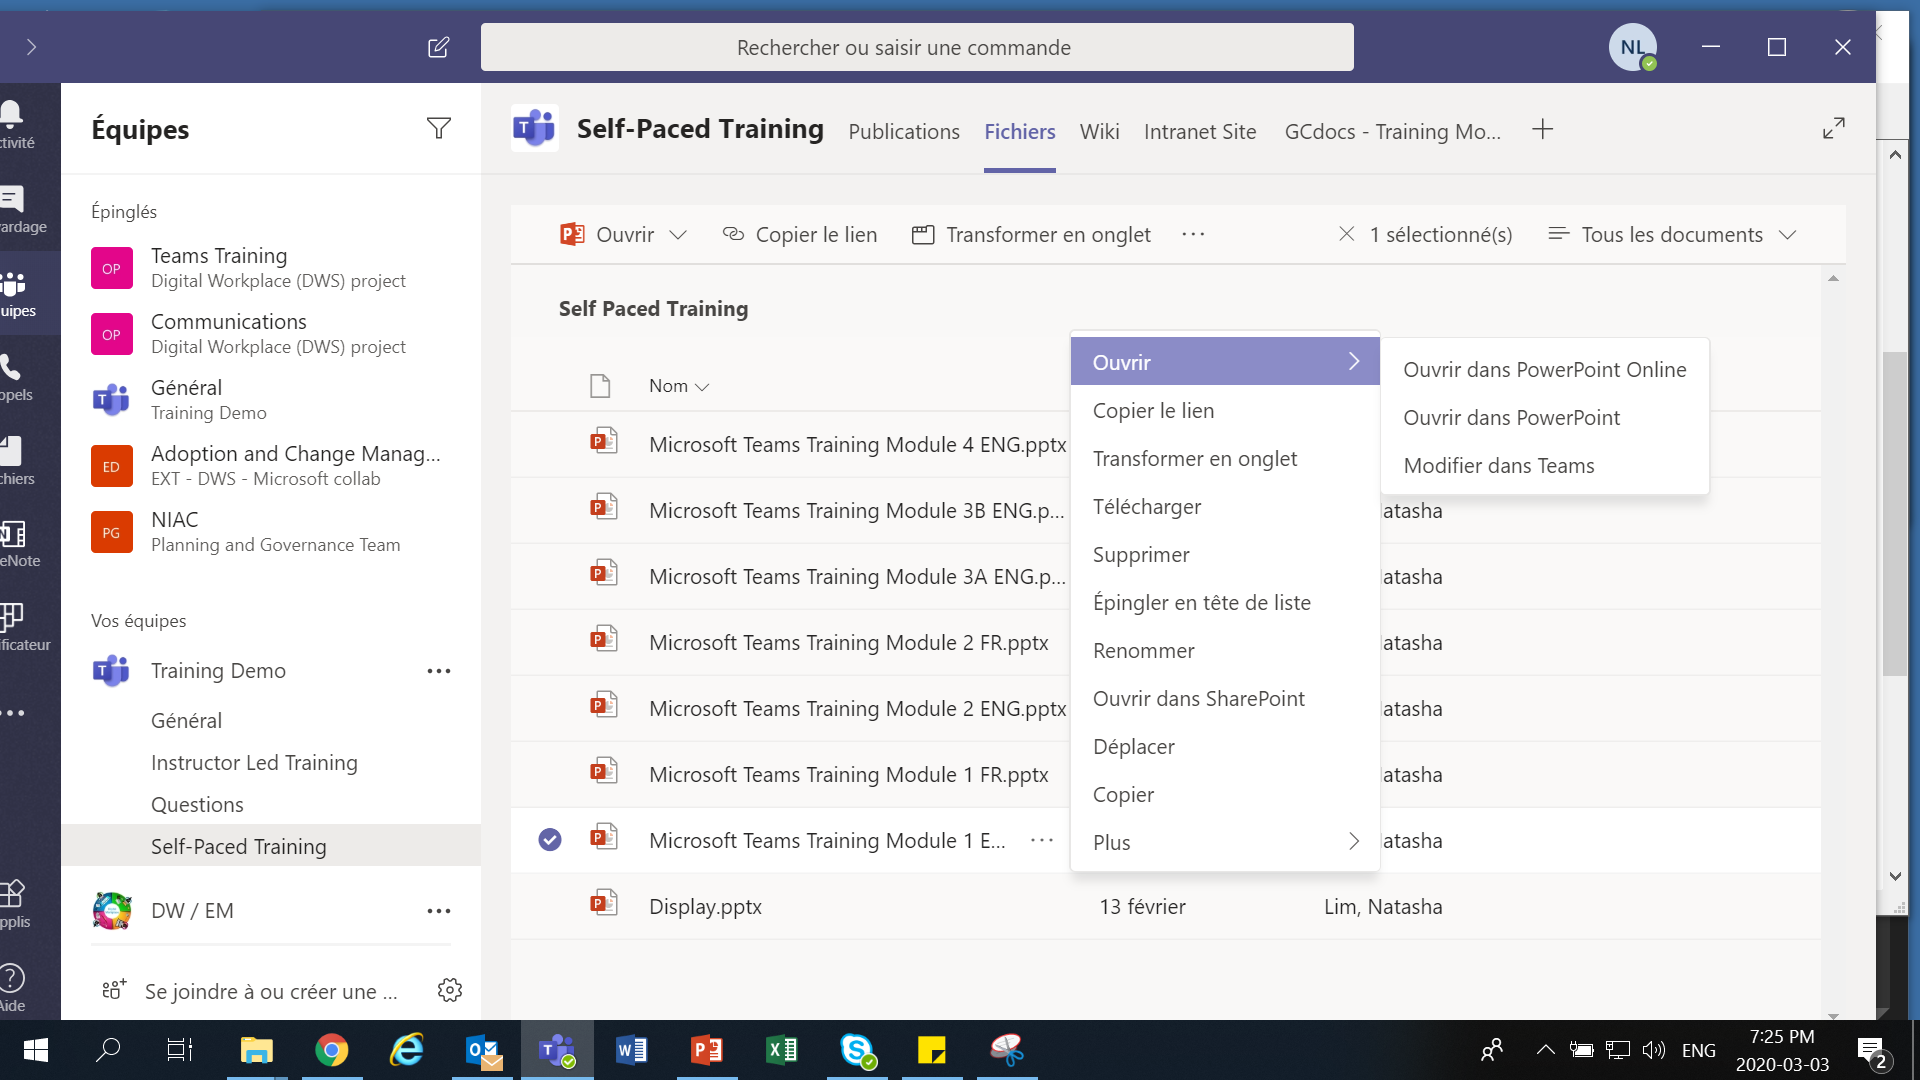 Rechercher ou saisir une commande
NL
ctivité
vardage
uipes
ppels
chiers
eNote
ificateur
pplis
Aide
Équipes
Épinglés
OP
Teams Training
Digital Workplace (DWS) project
OP
Communications
Digital Workplace (DWS) project
Général
Training Demo
ED
Adoption and Change Manag...
EXT - DWS - Microsoft collab
PG
NIAC
Planning and Governance Team
Vos équipes
Training Demo
Général
Instructor Led Training
Questions
Self-Paced Training
DW / EM
Se joindre à ou créer une ...
Self-Paced Training
Publications
Fichiers
Wiki
Intranet Site
GCdocs - Training Mo...
Ouvrir
Copier le lien
Transformer en onglet
1 sélectionné(s)
Tous les documents
Self Paced Training
Nom
Microsoft Teams Training Module 4 ENG.pptx
Microsoft Teams Training Module 3B ENG.p... atasha
Microsoft Teams Training Module 3A ENG.p... atasha
Microsoft Teams Training Module 2 FR.pptx atasha
Microsoft Teams Training Module 2 ENG.pptx atasha
Microsoft Teams Training Module 1 FR.pptx atasha
Microsoft Teams Training Module 1 E... atasha
Display.pptx 13 février Lim, Natasha
Ouvrir
Copier le lien
Transformer en onglet
Télécharger
Supprimer
Épingler en tête de liste
Renommer
Ouvrir dans SharePoint
Déplacer
Copier
Plus
Ouvrir dans PowerPoint Online
Ouvrir dans PowerPoint
Modifier dans Teams
ENG
7:25 PM
2020-03-03
2